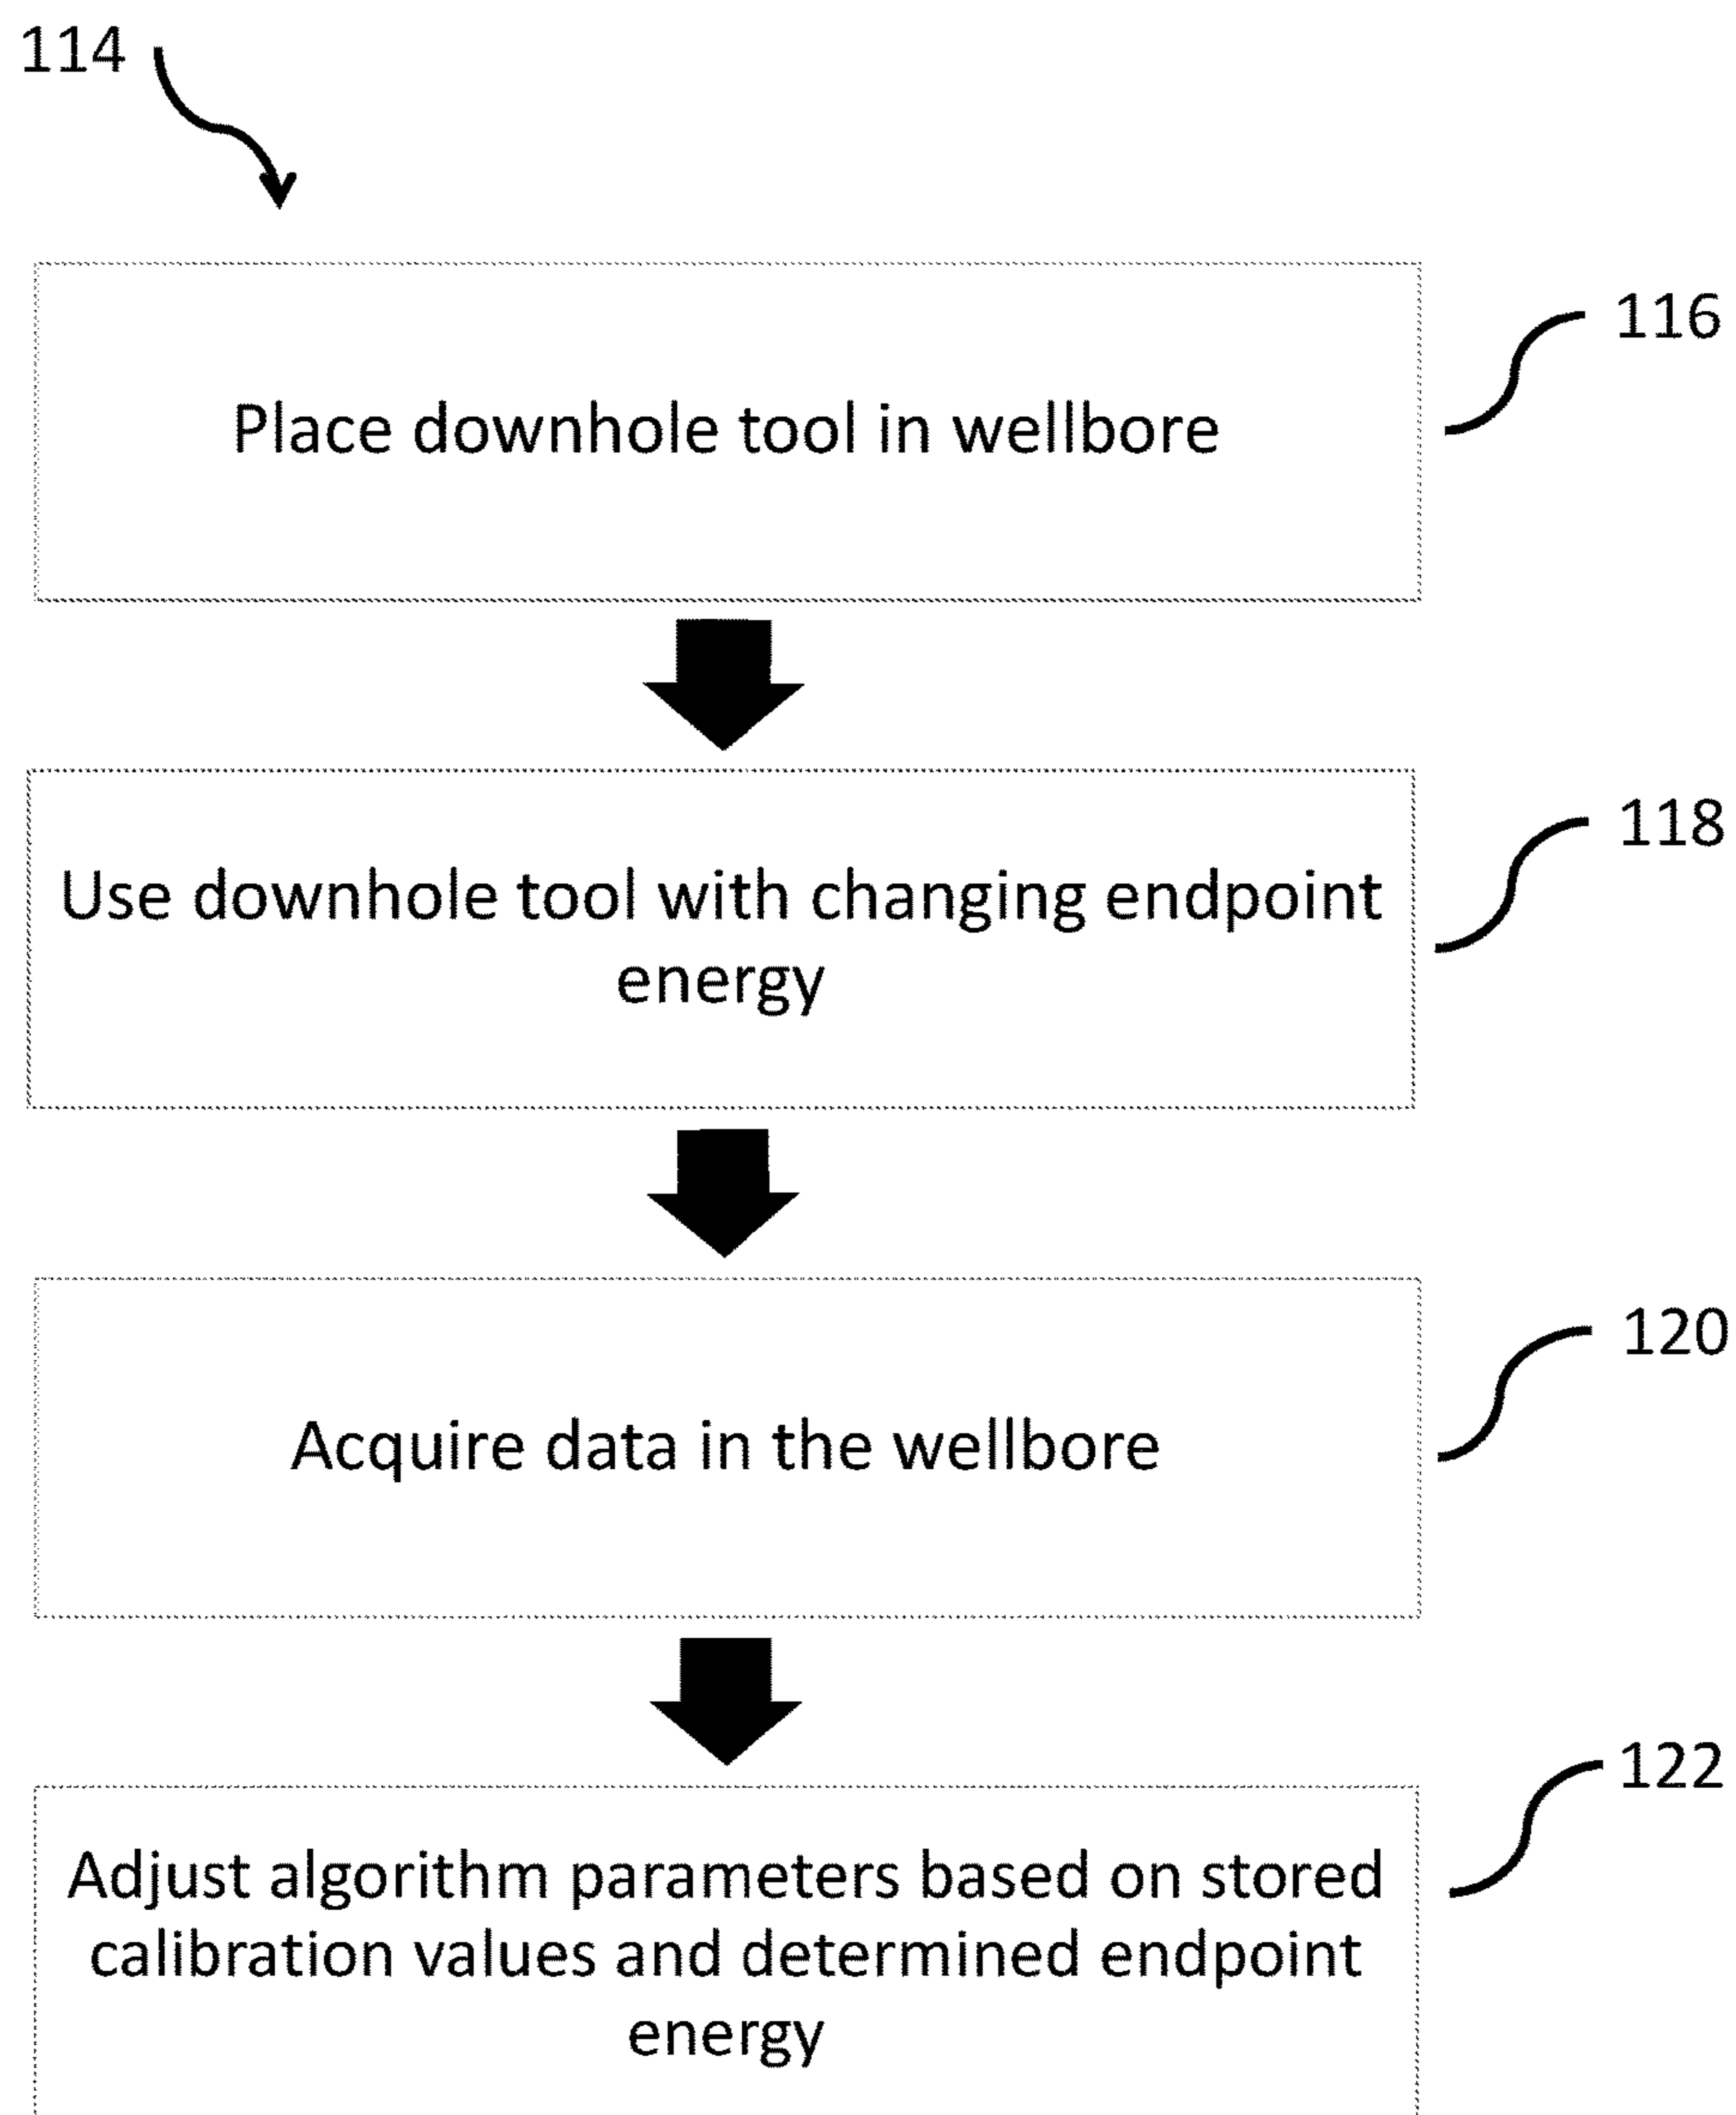 114
116
Place downhole tool in wellbore
118
Use downhole tool with changing endpoint
energy
120
Acquire data in the wellbore
122
Adjust algorithm parameters based on stored
calibration values and determined endpoint
energy